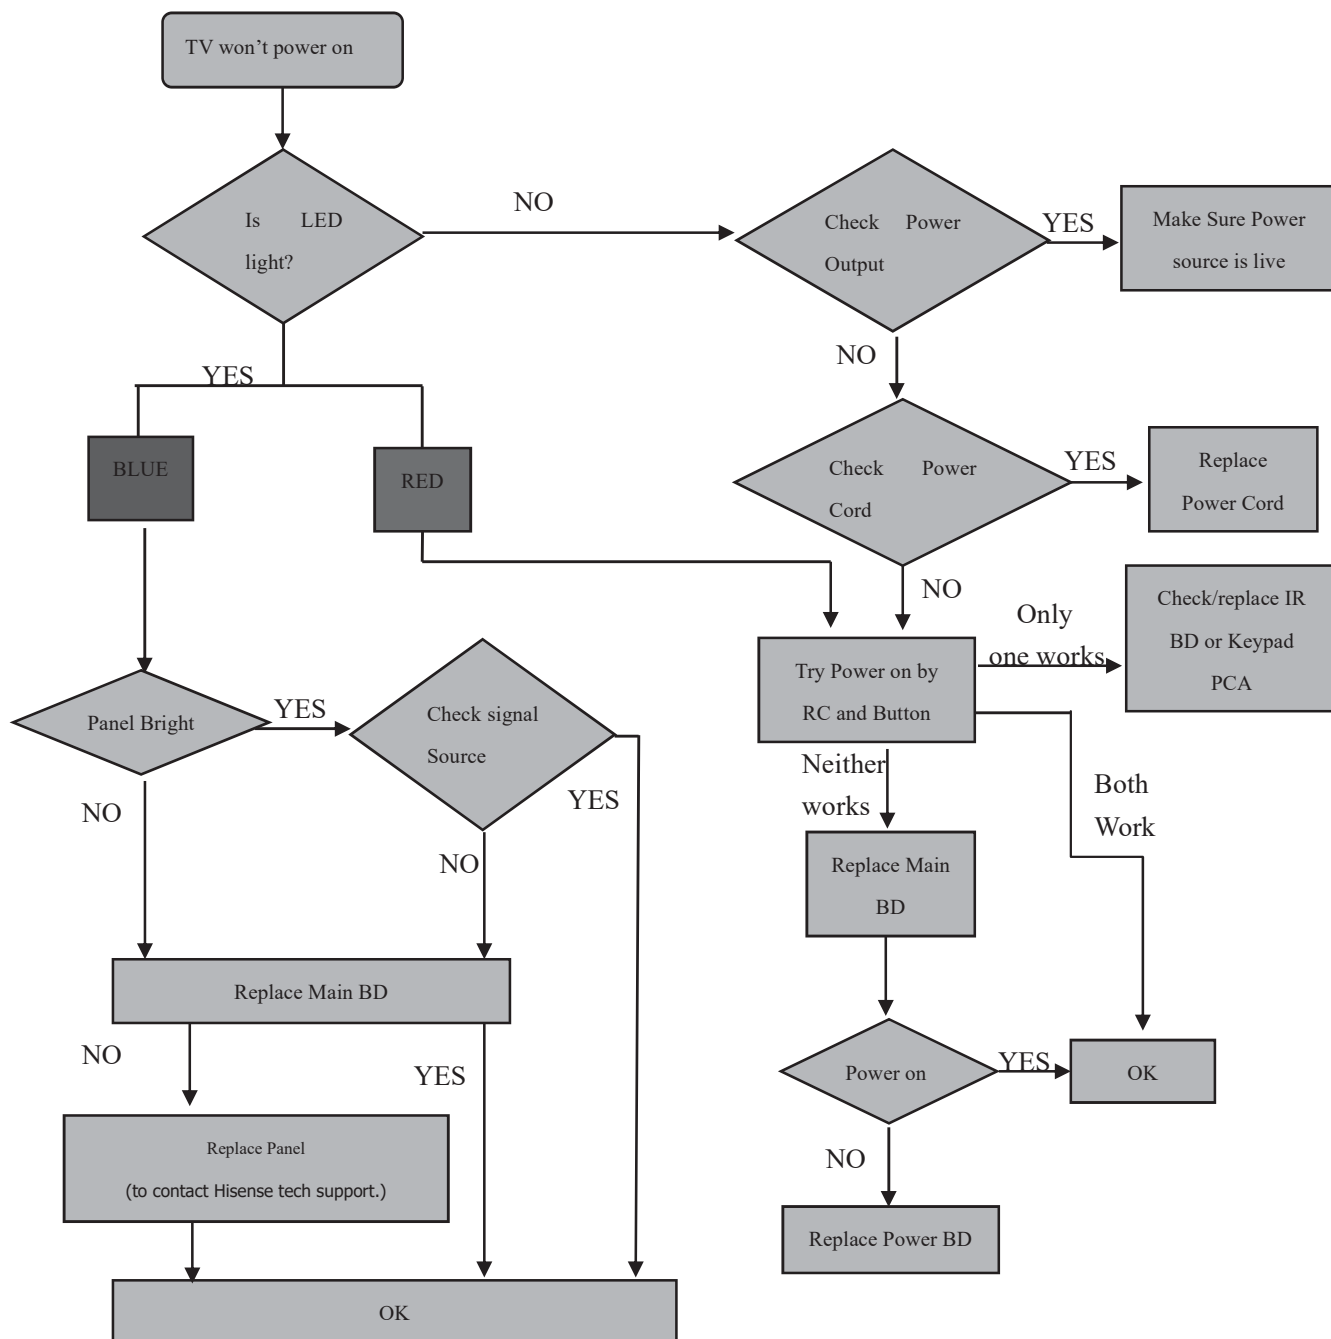 TV won’t power on
Is LED
light?
NO
Check Power
Output
YES
Make Sure Power
source is live
YES
NO
BLUE
RED
Check Power
Cord
YES
Replace
Power Cord
NO
Only
one works
Check/replace IR
BD or Keypad
PCA
Try Power on by
RC and Button
Panel Bright
YES
Check signal
Source
YES
NO
NO
Neither
works
Both
Work
Replace Main
BD
Replace Main BD
NO
YES
Power on
YES
OK
NO
Replace Panel
(to contact Hisense tech support.)
Replace Power BD
OK